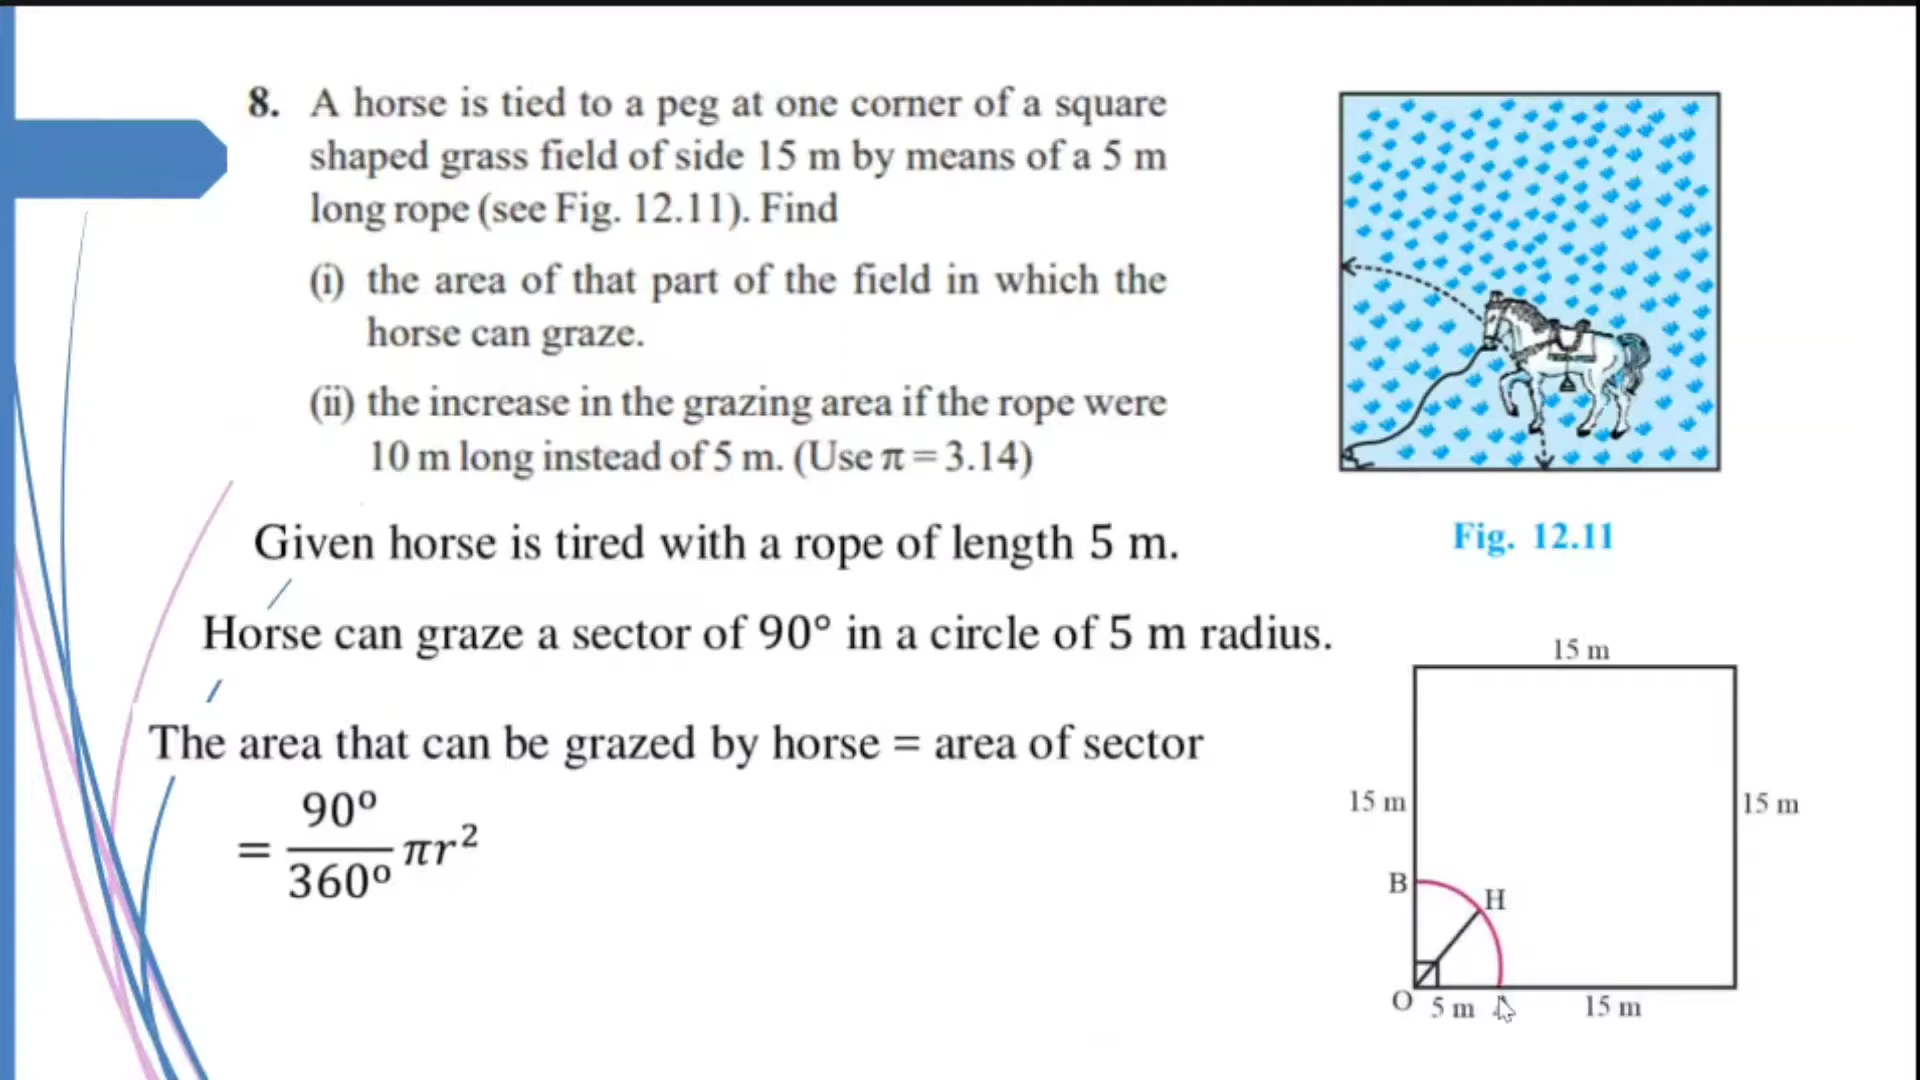 8. A horse is tied to a peg at one corner of a square
shaped grass field of side 15 m by means of a 5 m
long rope (see Fig. 12.11). Find
(i) the area of that part of the field in which the
horse can graze.
(ii) the increase in the grazing area if the rope were
10 m long instead of 5 m. (Use π = 3.14)
Fig. 12.11
Given horse is tired with a rope of length 5 m.
Horse can graze a sector of 90° in a circle of 5 m radius.
The area that can be grazed by horse = area of sector
= 90º/360º πr²
15 m
15 m
15 m
B
H
O
5 m
15 m